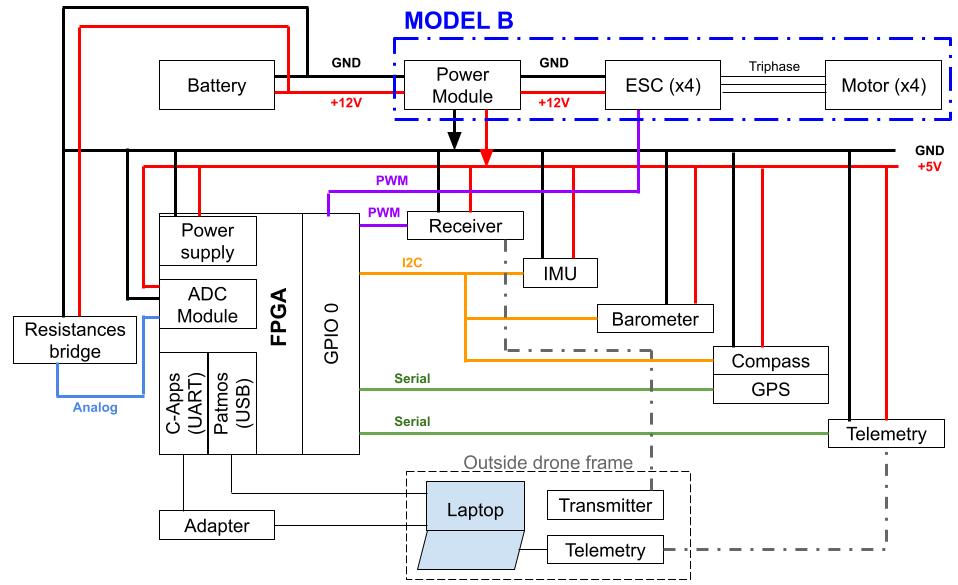 MODEL B
GND
GND
Triphase
Battery
Power
Module
ESC (x4)
Motor (x4)
+12V
+12V
GND
+5V
PWM
PWM
Power
supply
Receiver
I2C
IMU
ADC
Module
FPGA
GPIO 0
Resistances
bridge
Barometer
Compass
GPS
Analog
C-Apps
(UART)
Patmos
(USB)
Serial
Serial
Telemetry
Outside drone frame
Laptop
Transmitter
Adapter
Telemetry